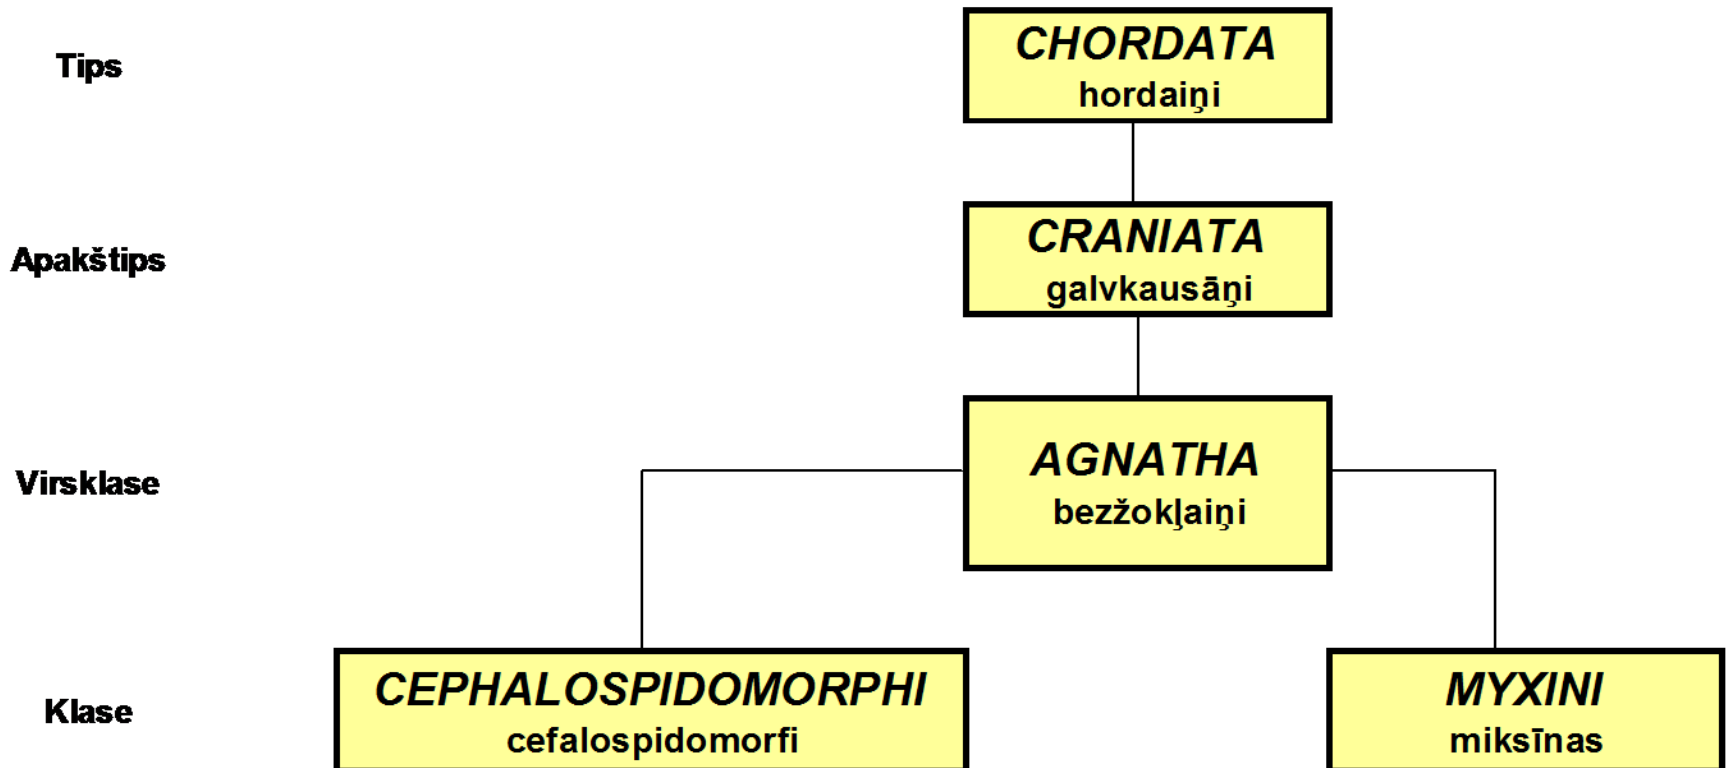 Tips
CHORDATA
hordaiņi
Apakštips
CRANIATA
galvkausāņi
Virsklase
AGNATHA
bezžokļaiņi
Klase
CEPHALOSPIDOMORPHI
cefalospidomorfi
MYXINI
miksīnas